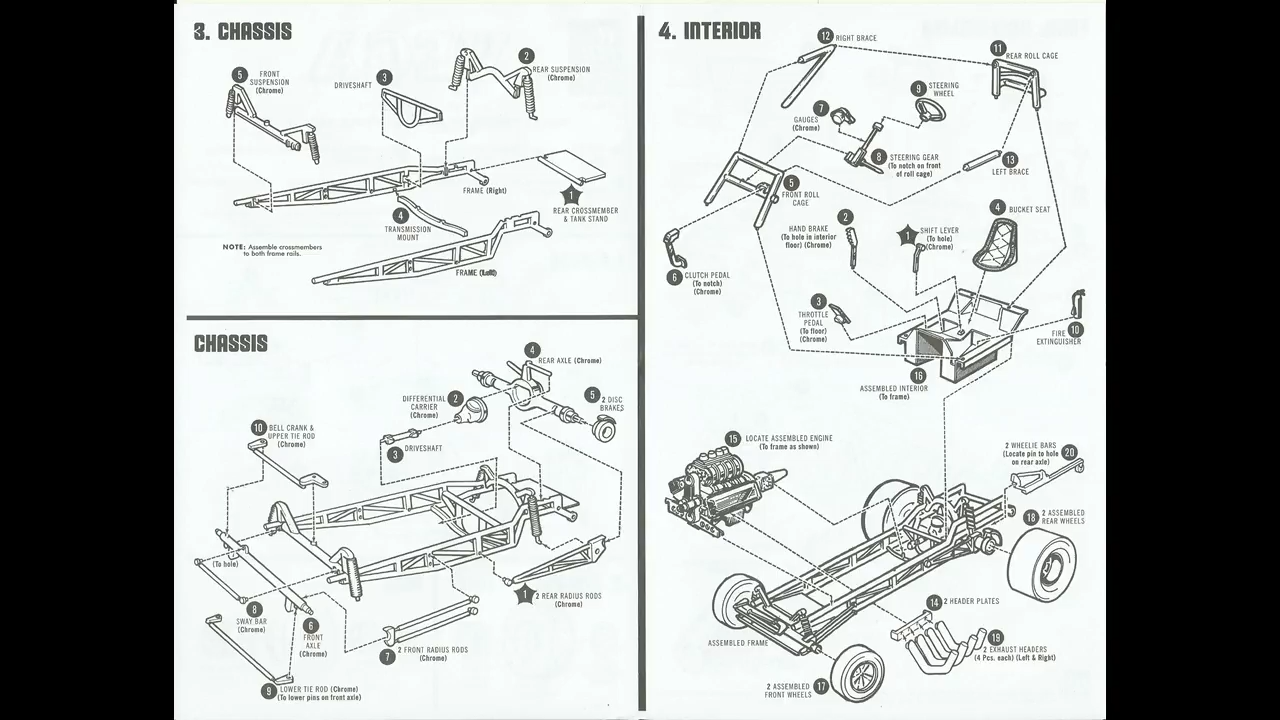 3. CHASSIS
5
FRONT
SUSPENSION
(Chrome)
DRIVESHAFT
3
2
REAR SUSPENSION
(Chrome)
FRAME (Right)
1
REAR CROSSMEMBER
& TANK STAND
4
TRANSMISSION
MOUNT
NOTE: Assemble crossmembers
to both frame rails.
FRAME (Left)
CHASSIS
4
REAR AXLE (Chrome)
DIFFERENTIAL
CARRIER
(Chrome)
2
5
2 DISC
BRAKES
3
DRIVESHAFT
10
BELL CRANK &
UPPER TIE ROD
(Chrome)
(To hole)
8
SWAY BAR
(Chrome)
6
FRONT
AXLE
(Chrome)
1
2 REAR RADIUS RODS
(Chrome)
7
2 FRONT RADIUS RODS
(Chrome)
9
LOWER TIE ROD (Chrome)
(To lower pins on front axle)
4. INTERIOR
12
RIGHT BRACE
11
REAR ROLL CAGE
9
STEERING
WHEEL
7
GAUGES
(Chrome)
8
STEERING GEAR
(To notch on front
of roll cage)
13
LEFT BRACE
5
FRONT ROLL
CAGE
2
HAND BRAKE
(To hole in interior
floor) (Chrome)
1
SHIFT LEVER
(To hole)
(Chrome)
4
BUCKET SEAT
6
CLUTCH PEDAL
(To notch)
(Chrome)
3
THROTTLE
PEDAL
(To floor)
(Chrome)
FIRE
EXTINGUISHER
10
16
ASSEMBLED INTERIOR
(To frame)
15
LOCATE ASSEMBLED ENGINE
(To frame as shown)
2 WHEELIE BARS
(Locate pin to hole
on rear axle)
20
18
2 ASSEMBLED
REAR WHEELS
14
2 HEADER PLATES
19
2 EXHAUST HEADERS
(4 Pcs. each) (Left & Right)
ASSEMBLED FRAME
2 ASSEMBLED
FRONT WHEELS
17